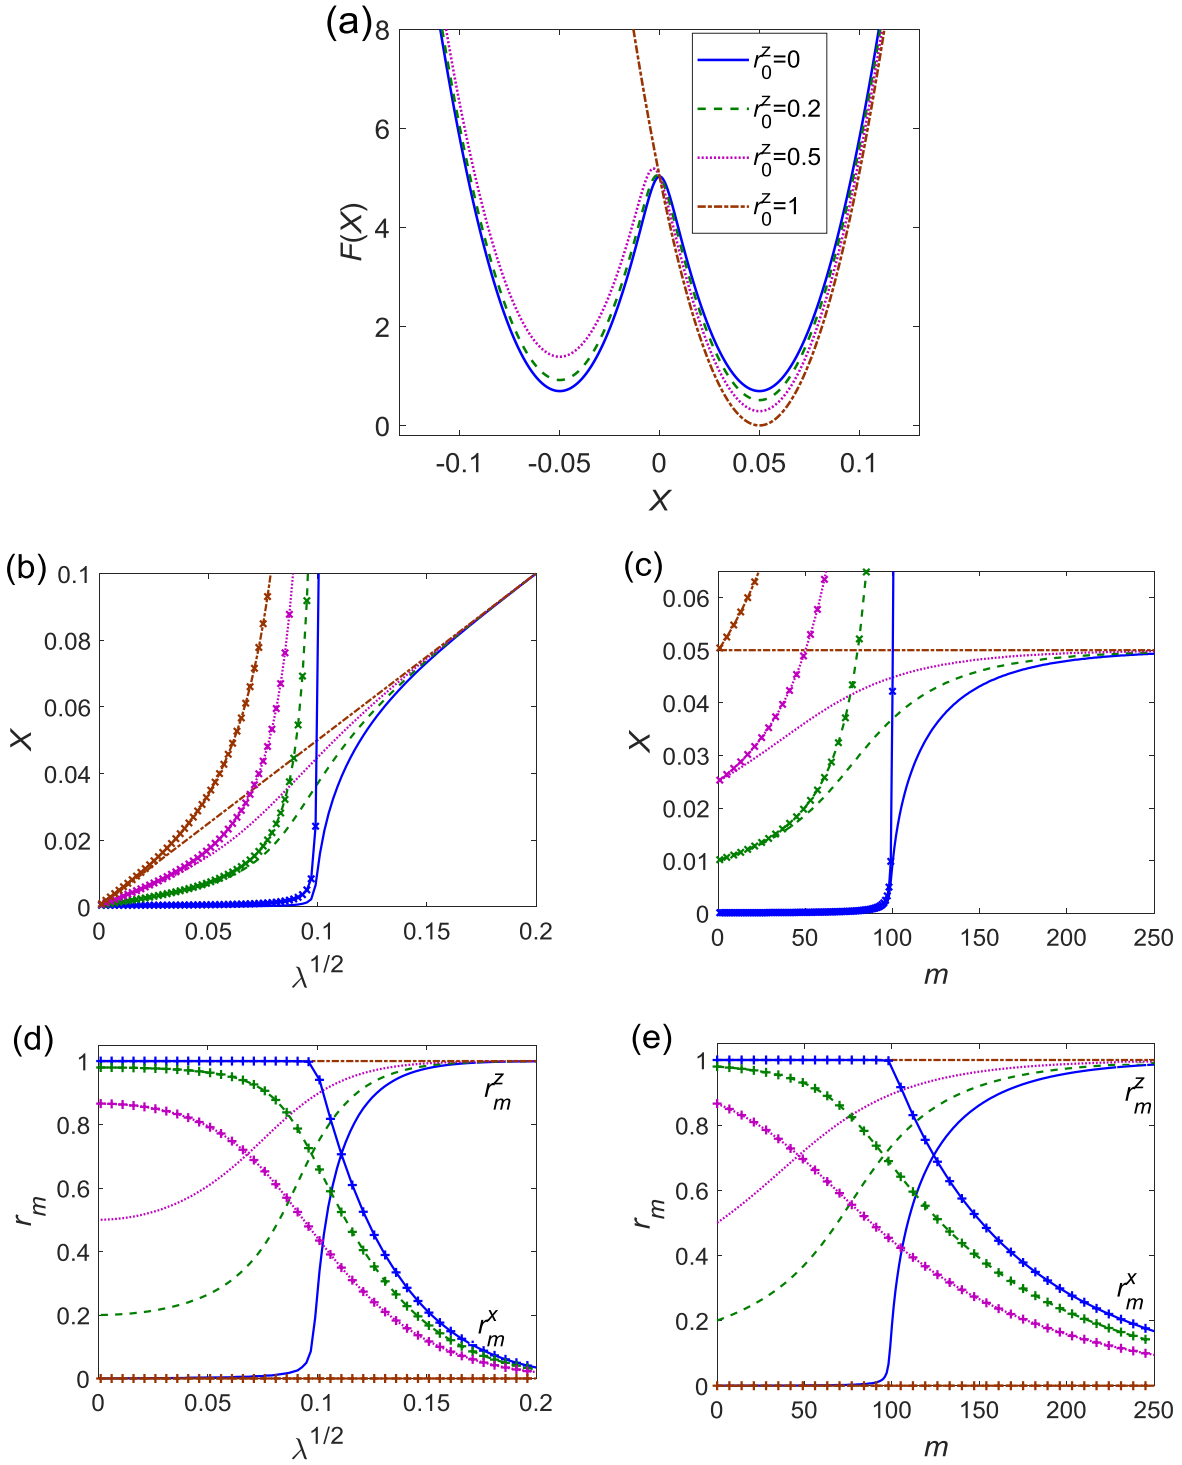 (a)
8
6
4
2
0
F(X)
r_0^z=0
r_0^z=0.2
r_0^z=0.5
r_0^z=1
-0.1 -0.05 0 0.05 0.1
X
(b)
0.1
0.08
0.06
0.04
0.02
0
X
0 0.05 0.1 0.15 0.2
λ^{1/2}
(c)
0.06
0.05
0.04
0.03
0.02
0.01
0
X
0 50 100 150 200 250
m
(d)
1
0.8
0.6
0.4
0.2
0
r_m
r_m^z
r_m^x
0 0.05 0.1 0.15 0.2
λ^{1/2}
(e)
1
0.8
0.6
0.4
0.2
0
r_m
r_m^z
r_m^x
0 50 100 150 200 250
m